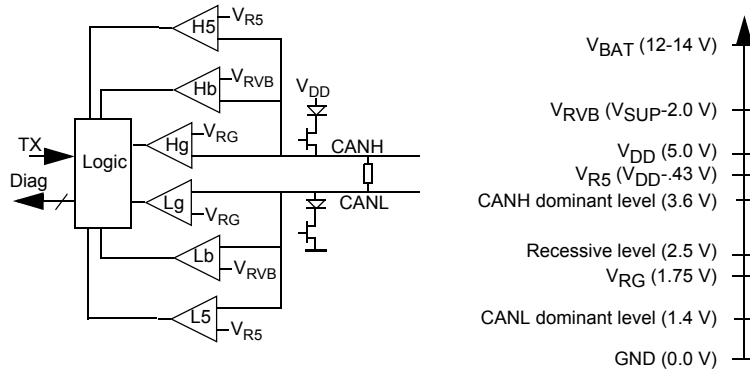 H5
V_R5
Hb
V_RVB
V_DD
TX
Logic
Hg
V_RG
CANH
Diag
Lg
V_RG
CANL
Lb
V_RVB
L5
V_R5
V_BAT (12-14 V)
V_RVB (V_SUP-2.0 V)
V_DD (5.0 V)
V_R5 (V_DD-.43 V)
CANH dominant level (3.6 V)
Recessive level (2.5 V)
V_RG (1.75 V)
CANL dominant level (1.4 V)
GND (0.0 V)